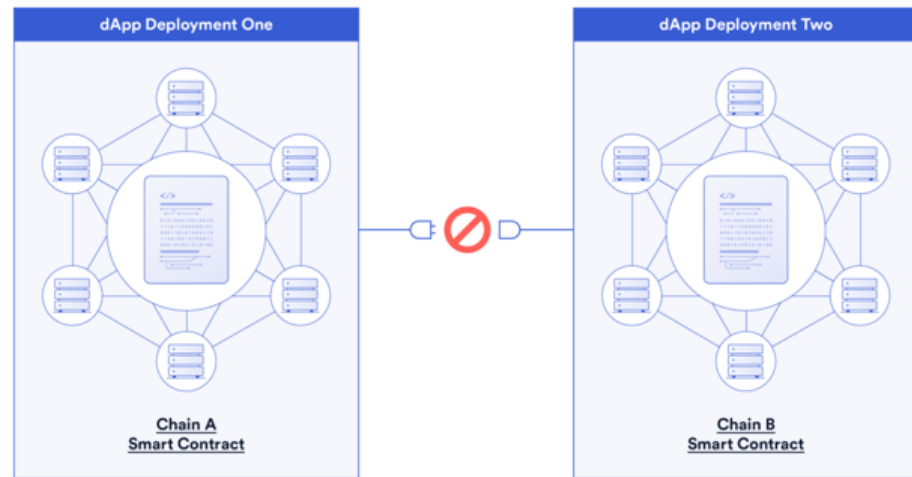 dApp Deployment One
dApp Deployment Two
</>
</>
Chain A
Smart Contract
Chain B
Smart Contract